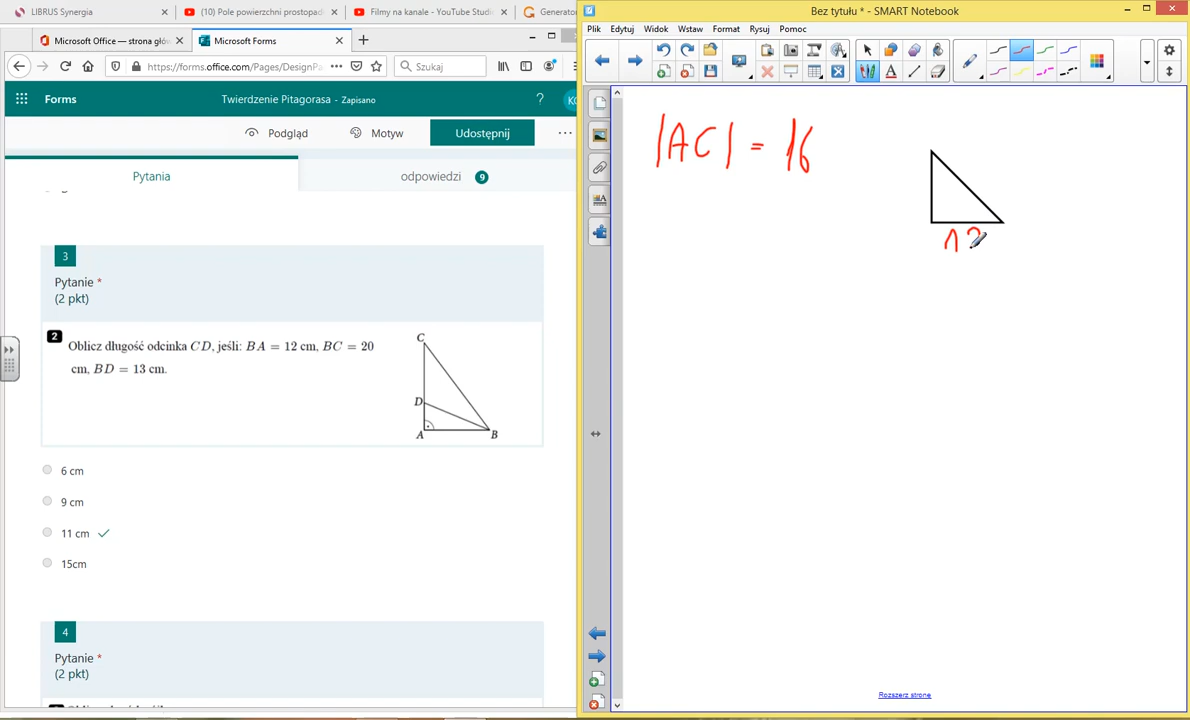 LIBRUS Synergia
(10) Pole powierzchni prostopad
Filmy na kanale - YouTube Studio
Generator
Microsoft Office — strona głów
Microsoft Forms
https://forms.office.com/Pages/DesignPa
Szukaj
Forms
Twierdzenie Pitagorasa - Zapisano
?
Podgląd
Motyw
Udostępnij
Pytania
odpowiedzi 9
3
Pytanie *
(2 pkt)
2 Oblicz długość odcinka CD, jeśli: BA = 12 cm, BC = 20
cm, BD = 13 cm.
C
D
A
B
6 cm
9 cm
11 cm
15cm
4
Pytanie *
(2 pkt)
Bez tytułu * - SMART Notebook
Plik Edytuj Widok Wstaw Format Rysuj Pomoc
|AC| = 16
12
Rozszerz stronę